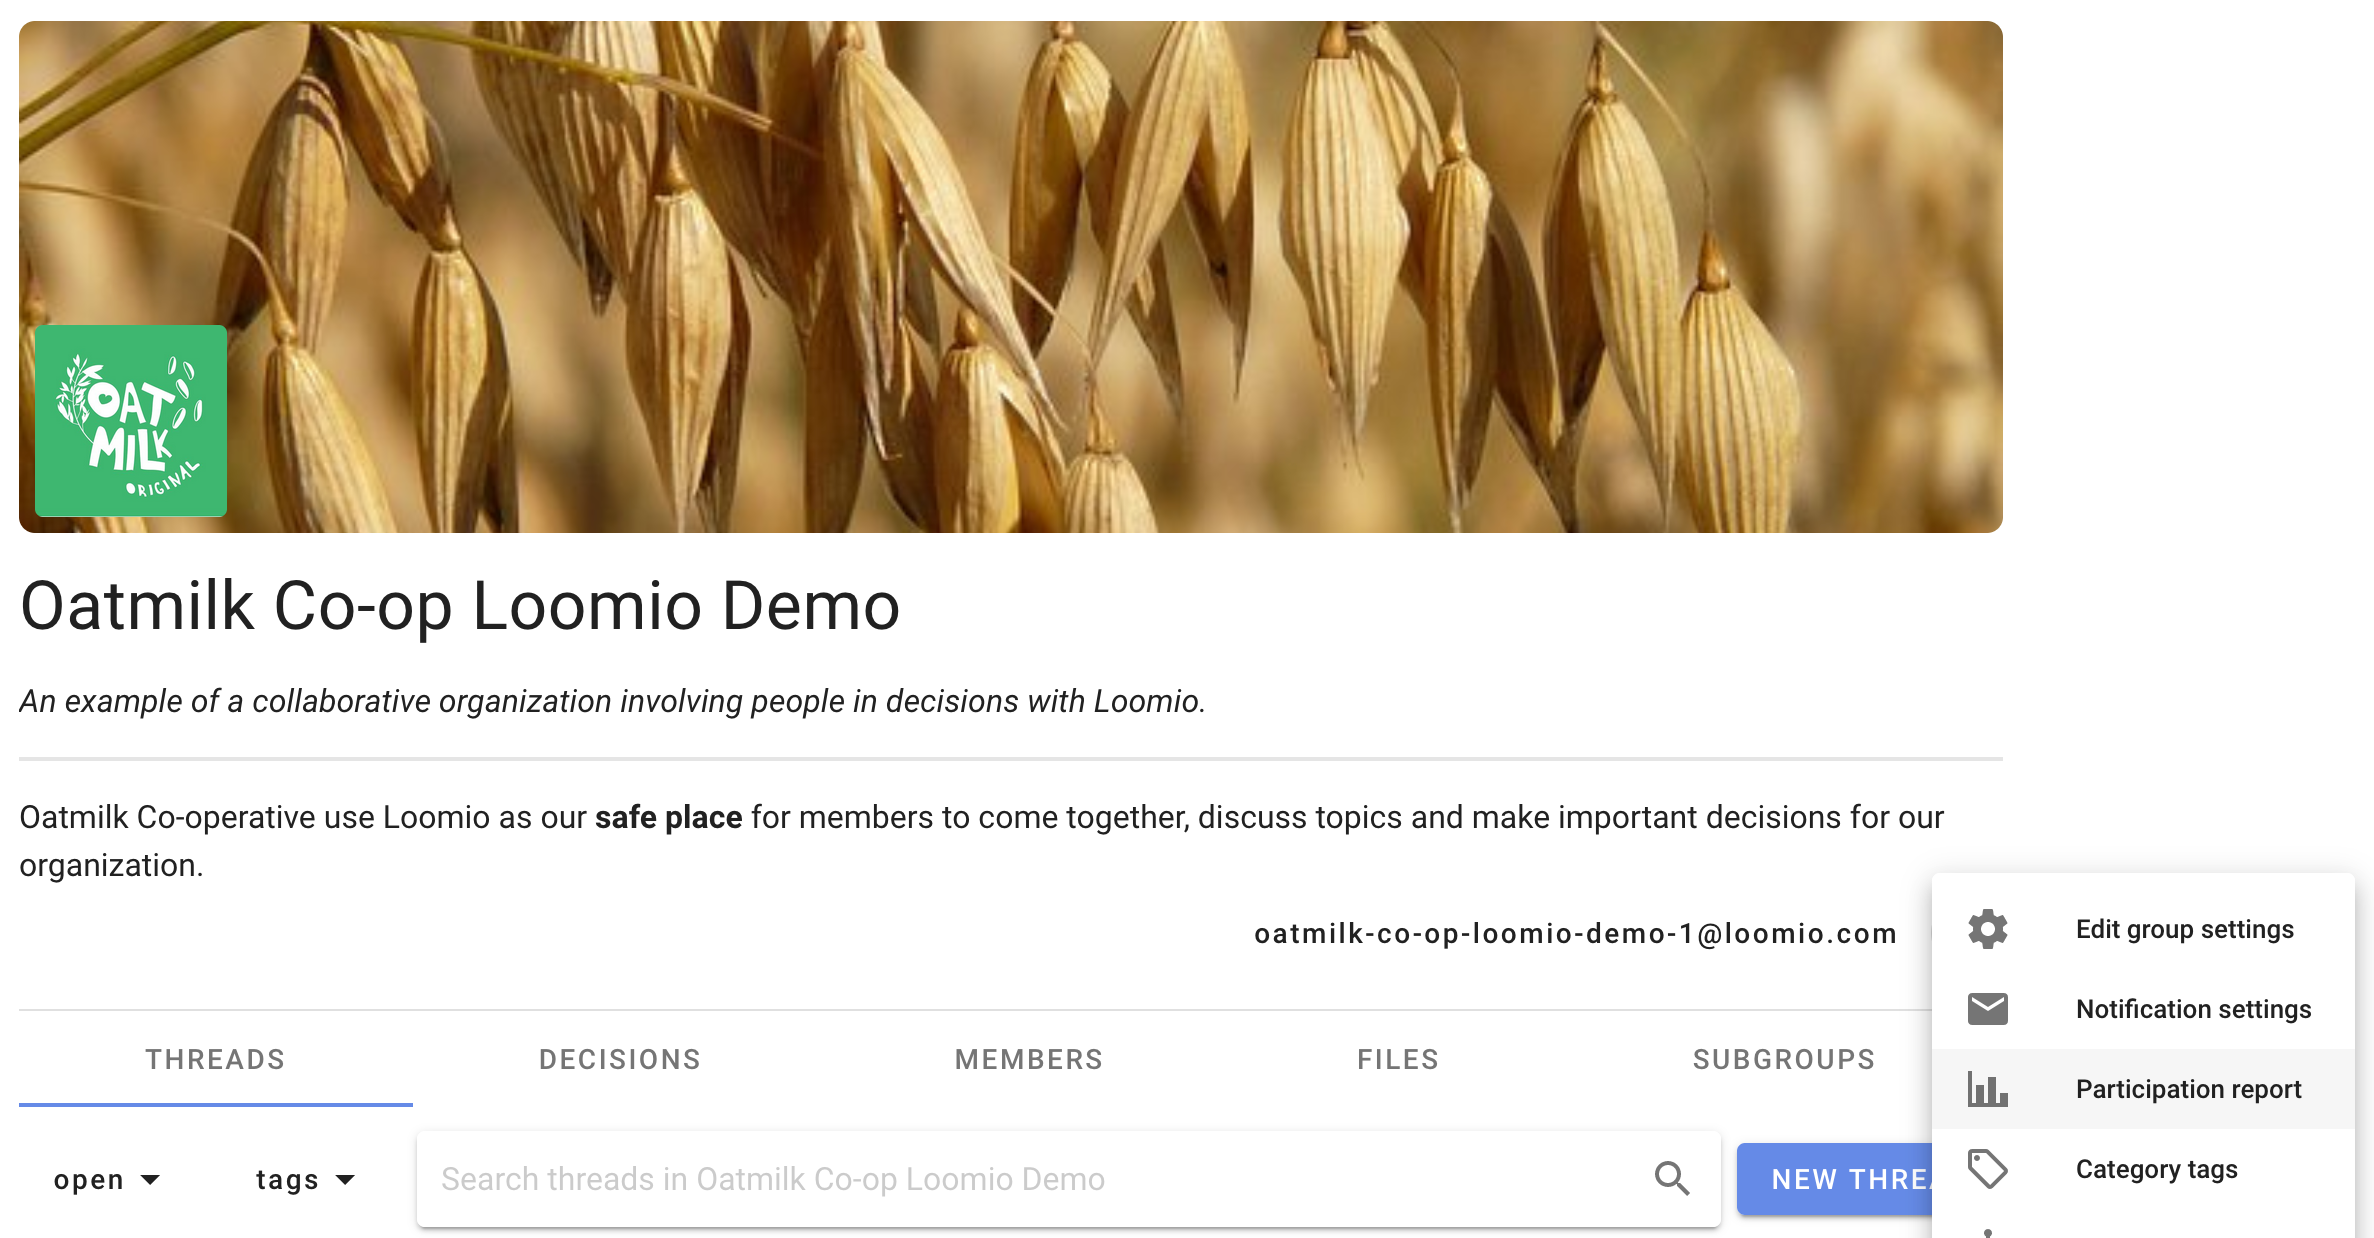 OAT
MILK
ORIGINAL
Oatmilk Co-op Loomio Demo
An example of a collaborative organization involving people in decisions with Loomio.
Oatmilk Co-operative use Loomio as our safe place for members to come together, discuss topics and make important decisions for our
organization.
oatmilk-co-op-loomio-demo-1@loomio.com
THREADS DECISIONS MEMBERS FILES SUBGROUPS
open tags Search threads in Oatmilk Co-op Loomio Demo NEW
Edit group settings
Notification settings
Participation report
Category tags